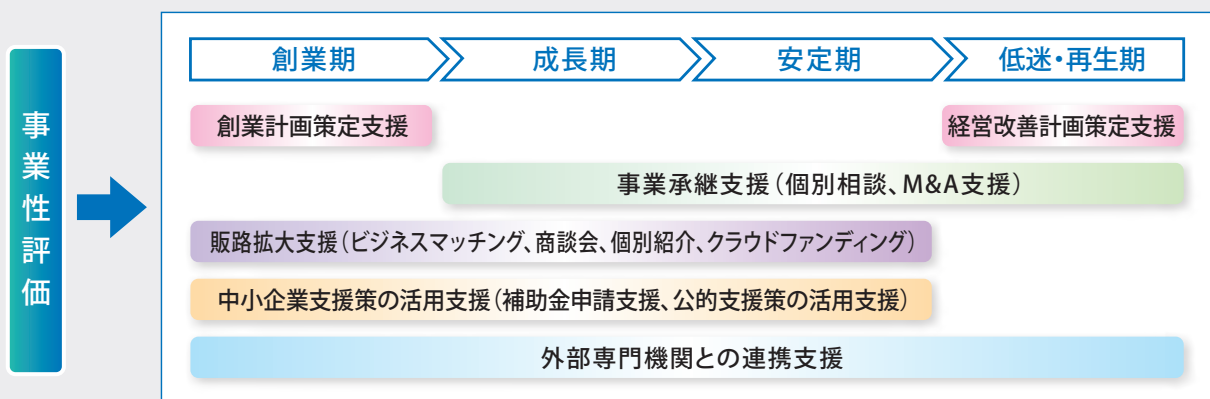 事業性評価
創業期
成長期
安定期
低迷・再生期
創業計画策定支援
経営改善計画策定支援
事業承継支援（個別相談、M&A支援）
販路拡大支援（ビジネスマッチング、商談会、個別紹介、クラウドファンディング）
中小企業支援策の活用支援（補助金申請支援、公的支援策の活用支援）
外部専門機関との連携支援